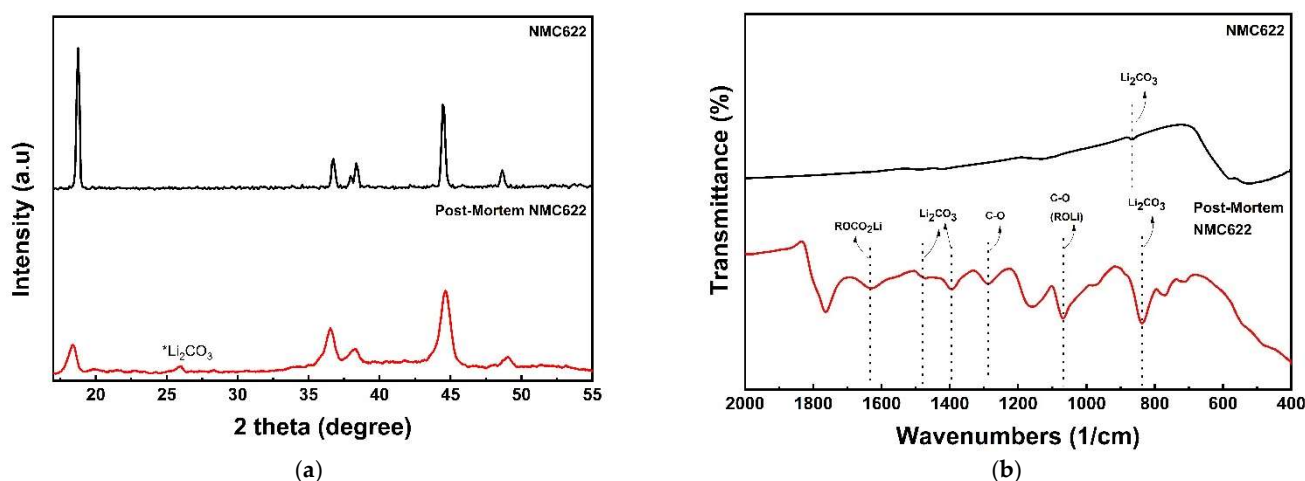 NMC622
Intensity (a.u)
Post-Mortem NMC622
*Li₂CO₃
20 25 30 35 40 45 50 55
2 theta (degree)
(a)
NMC622
Transmittance (%)
Li₂CO₃
ROCO₂Li
Li₂CO₃
C-O
C-O
(ROLi)
Li₂CO₃
Post-Mortem
NMC622
2000 1800 1600 1400 1200 1000 800 600 400
Wavenumbers (1/cm)
(b)